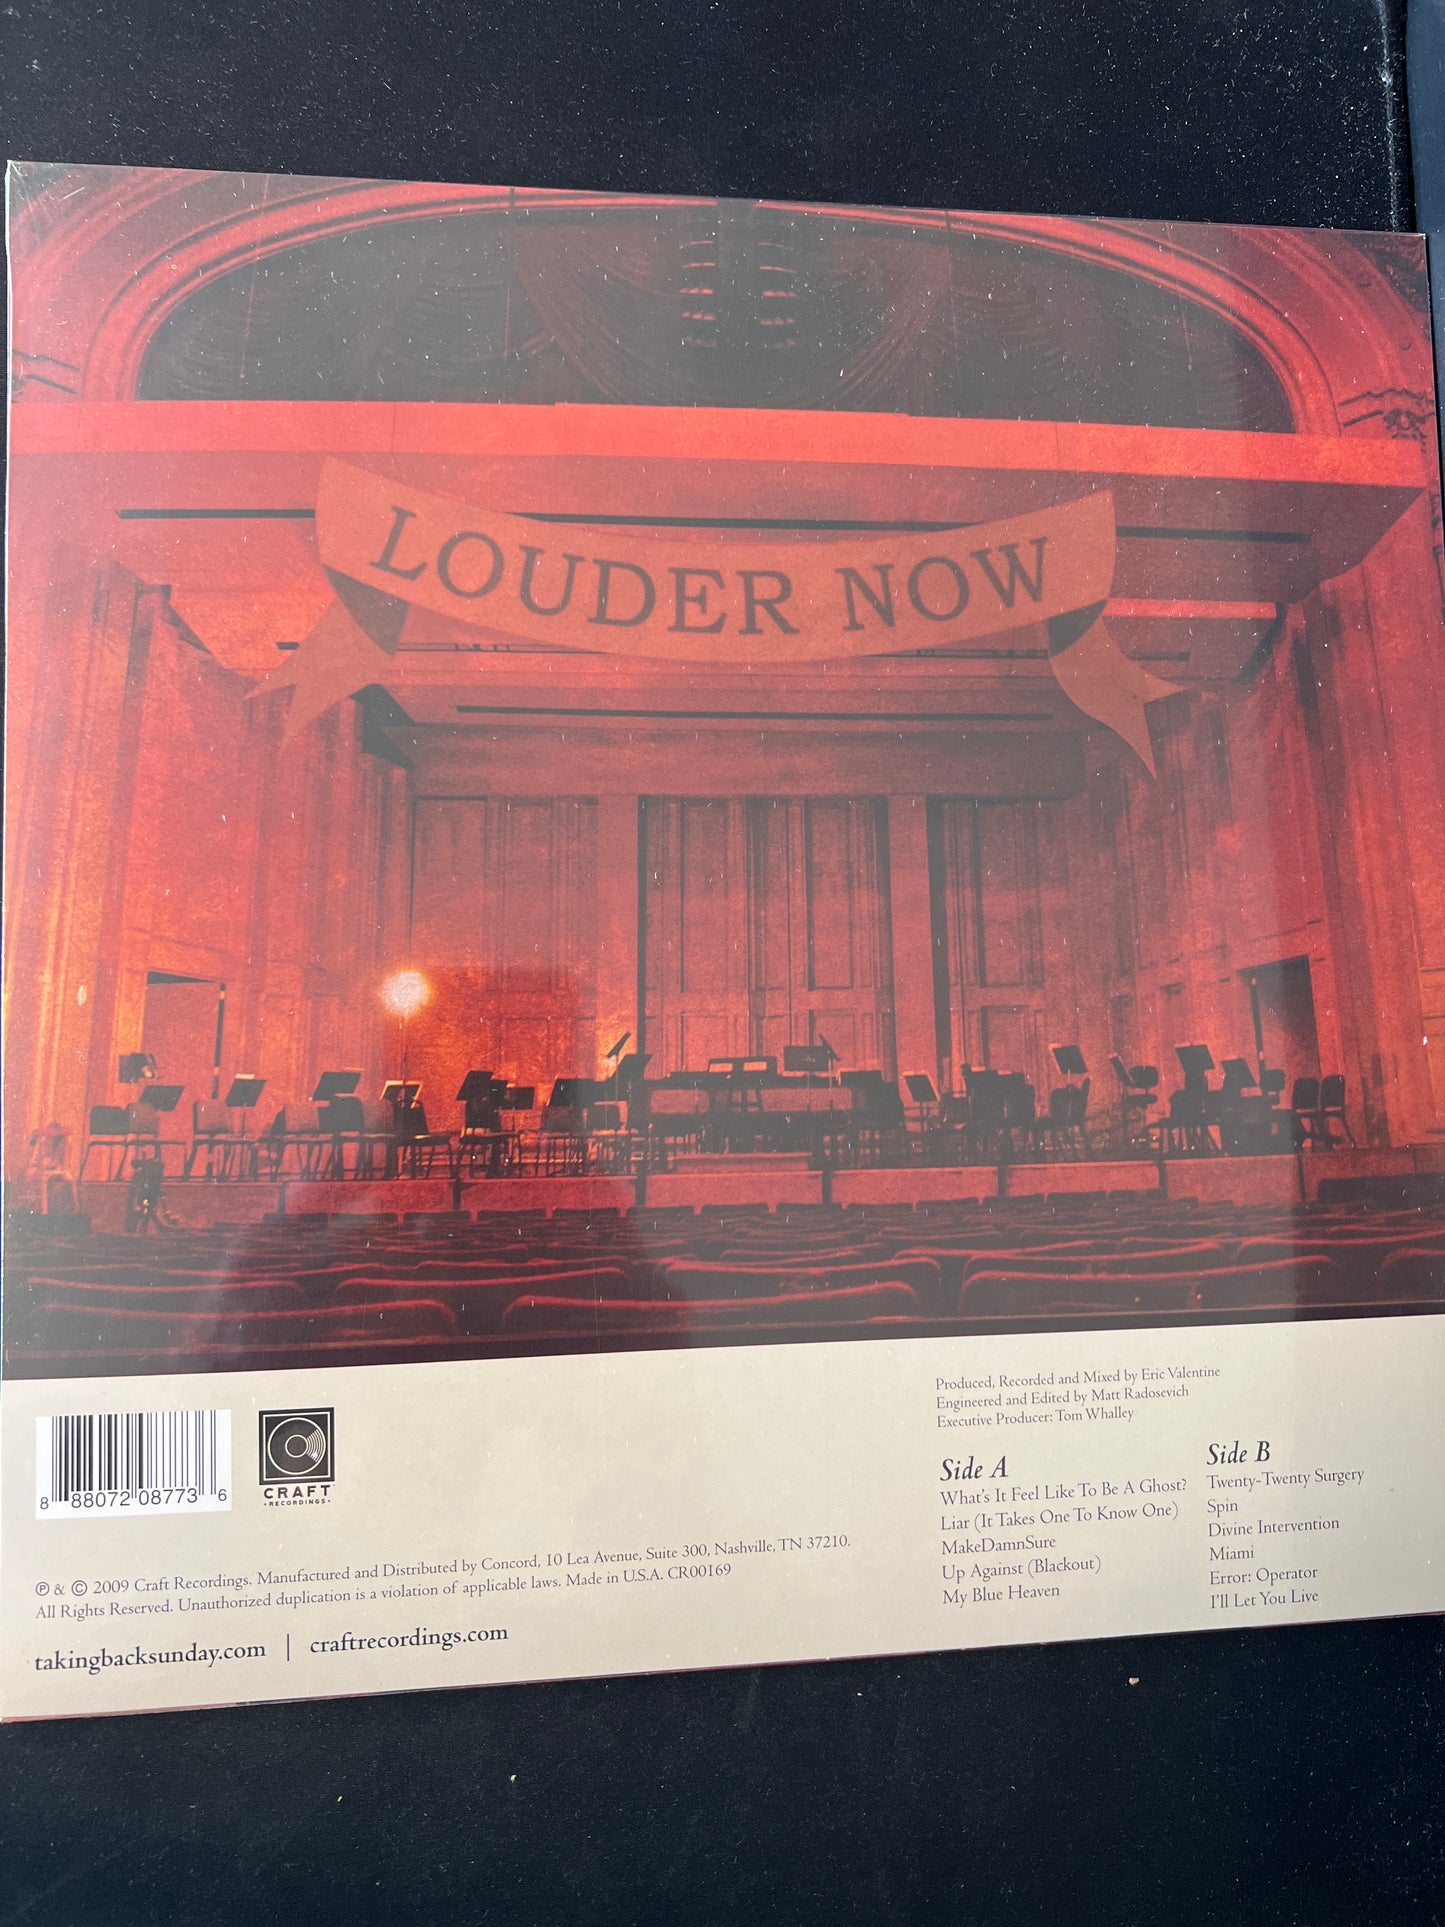 LOUDER NOW
Produced, Recorded and Mixed by Eric Valentine
Engineered and Edited by Matt Radosevich
Executive Producer: Tom Whalley
Side A
What's It Feel Like To Be A Ghost?
Liar (It Takes One To Know One)
MakeDamnSure
Up Against (Blackout)
My Blue Heaven
Side B
Twenty-Twenty Surgery
Spin
Divine Intervention
Miami
Error: Operator
I'll Let You Live
8 88072 08773 6
CRAFT
•RECORDINGS•
℗ & © 2009 Craft Recordings. Manufactured and Distributed by Concord, 10 Lea Avenue, Suite 300, Nashville, TN 37210.
All Rights Reserved. Unauthorized duplication is a violation of applicable laws. Made in U.S.A. CR00169
takingbacksunday.com | craftrecordings.com